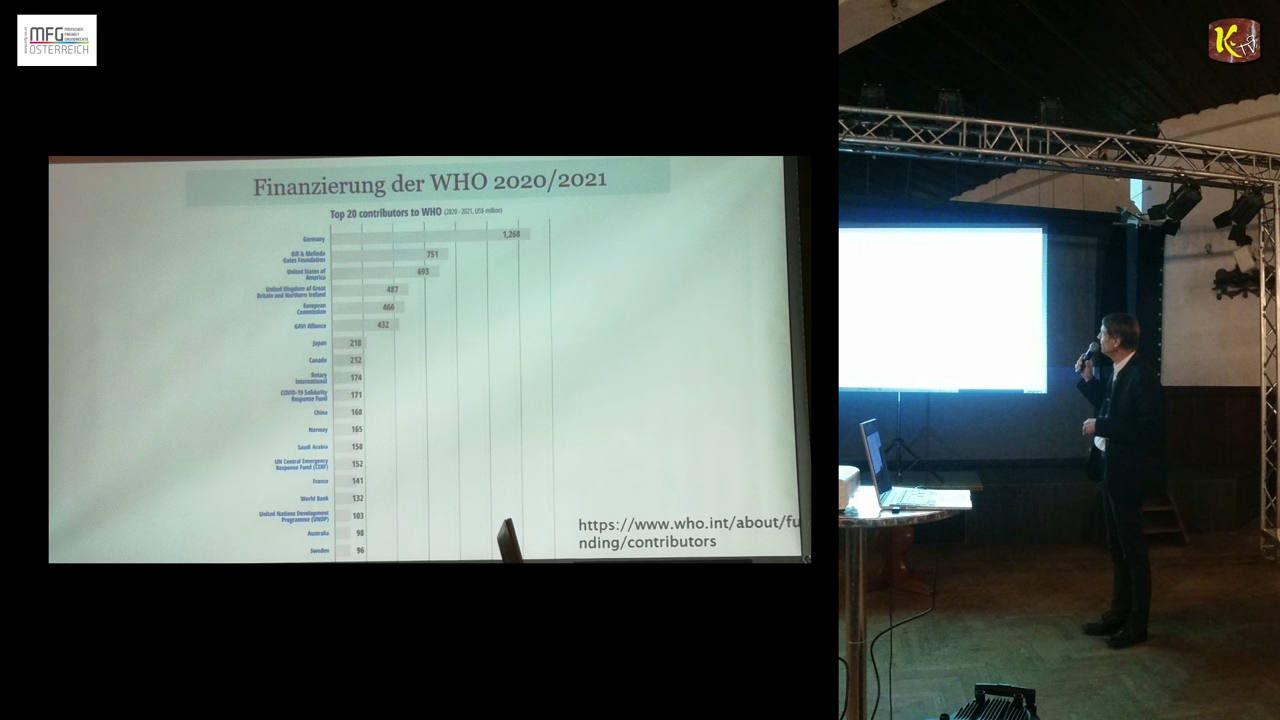 MFG
MENSCHEN
FREIHEIT
GRUNDRECHTE
ÖSTERREICH
K
TV
Finanzierung der WHO 2020/2021
Top 20 contributors to WHO (2020 - 2021, US$ million)
Germany 1,268
Bill & Melinda
Gates Foundation 751
United States of
America 693
United Kingdom of Great
Britain and Northern Ireland 487
European
Commission 466
GAVI Alliance 432
Japan 218
Canada 212
Rotary
International 174
COVID-19 Solidarity
Response Fund 171
China 168
Norway 165
Saudi Arabia 158
UN Central Emergency
Response Fund (CERF) 152
France 141
World Bank 132
United Nations Development
Programme (UNDP) 103
Australia 98
Sweden 96
https://www.who.int/about/fu
nding/contributors